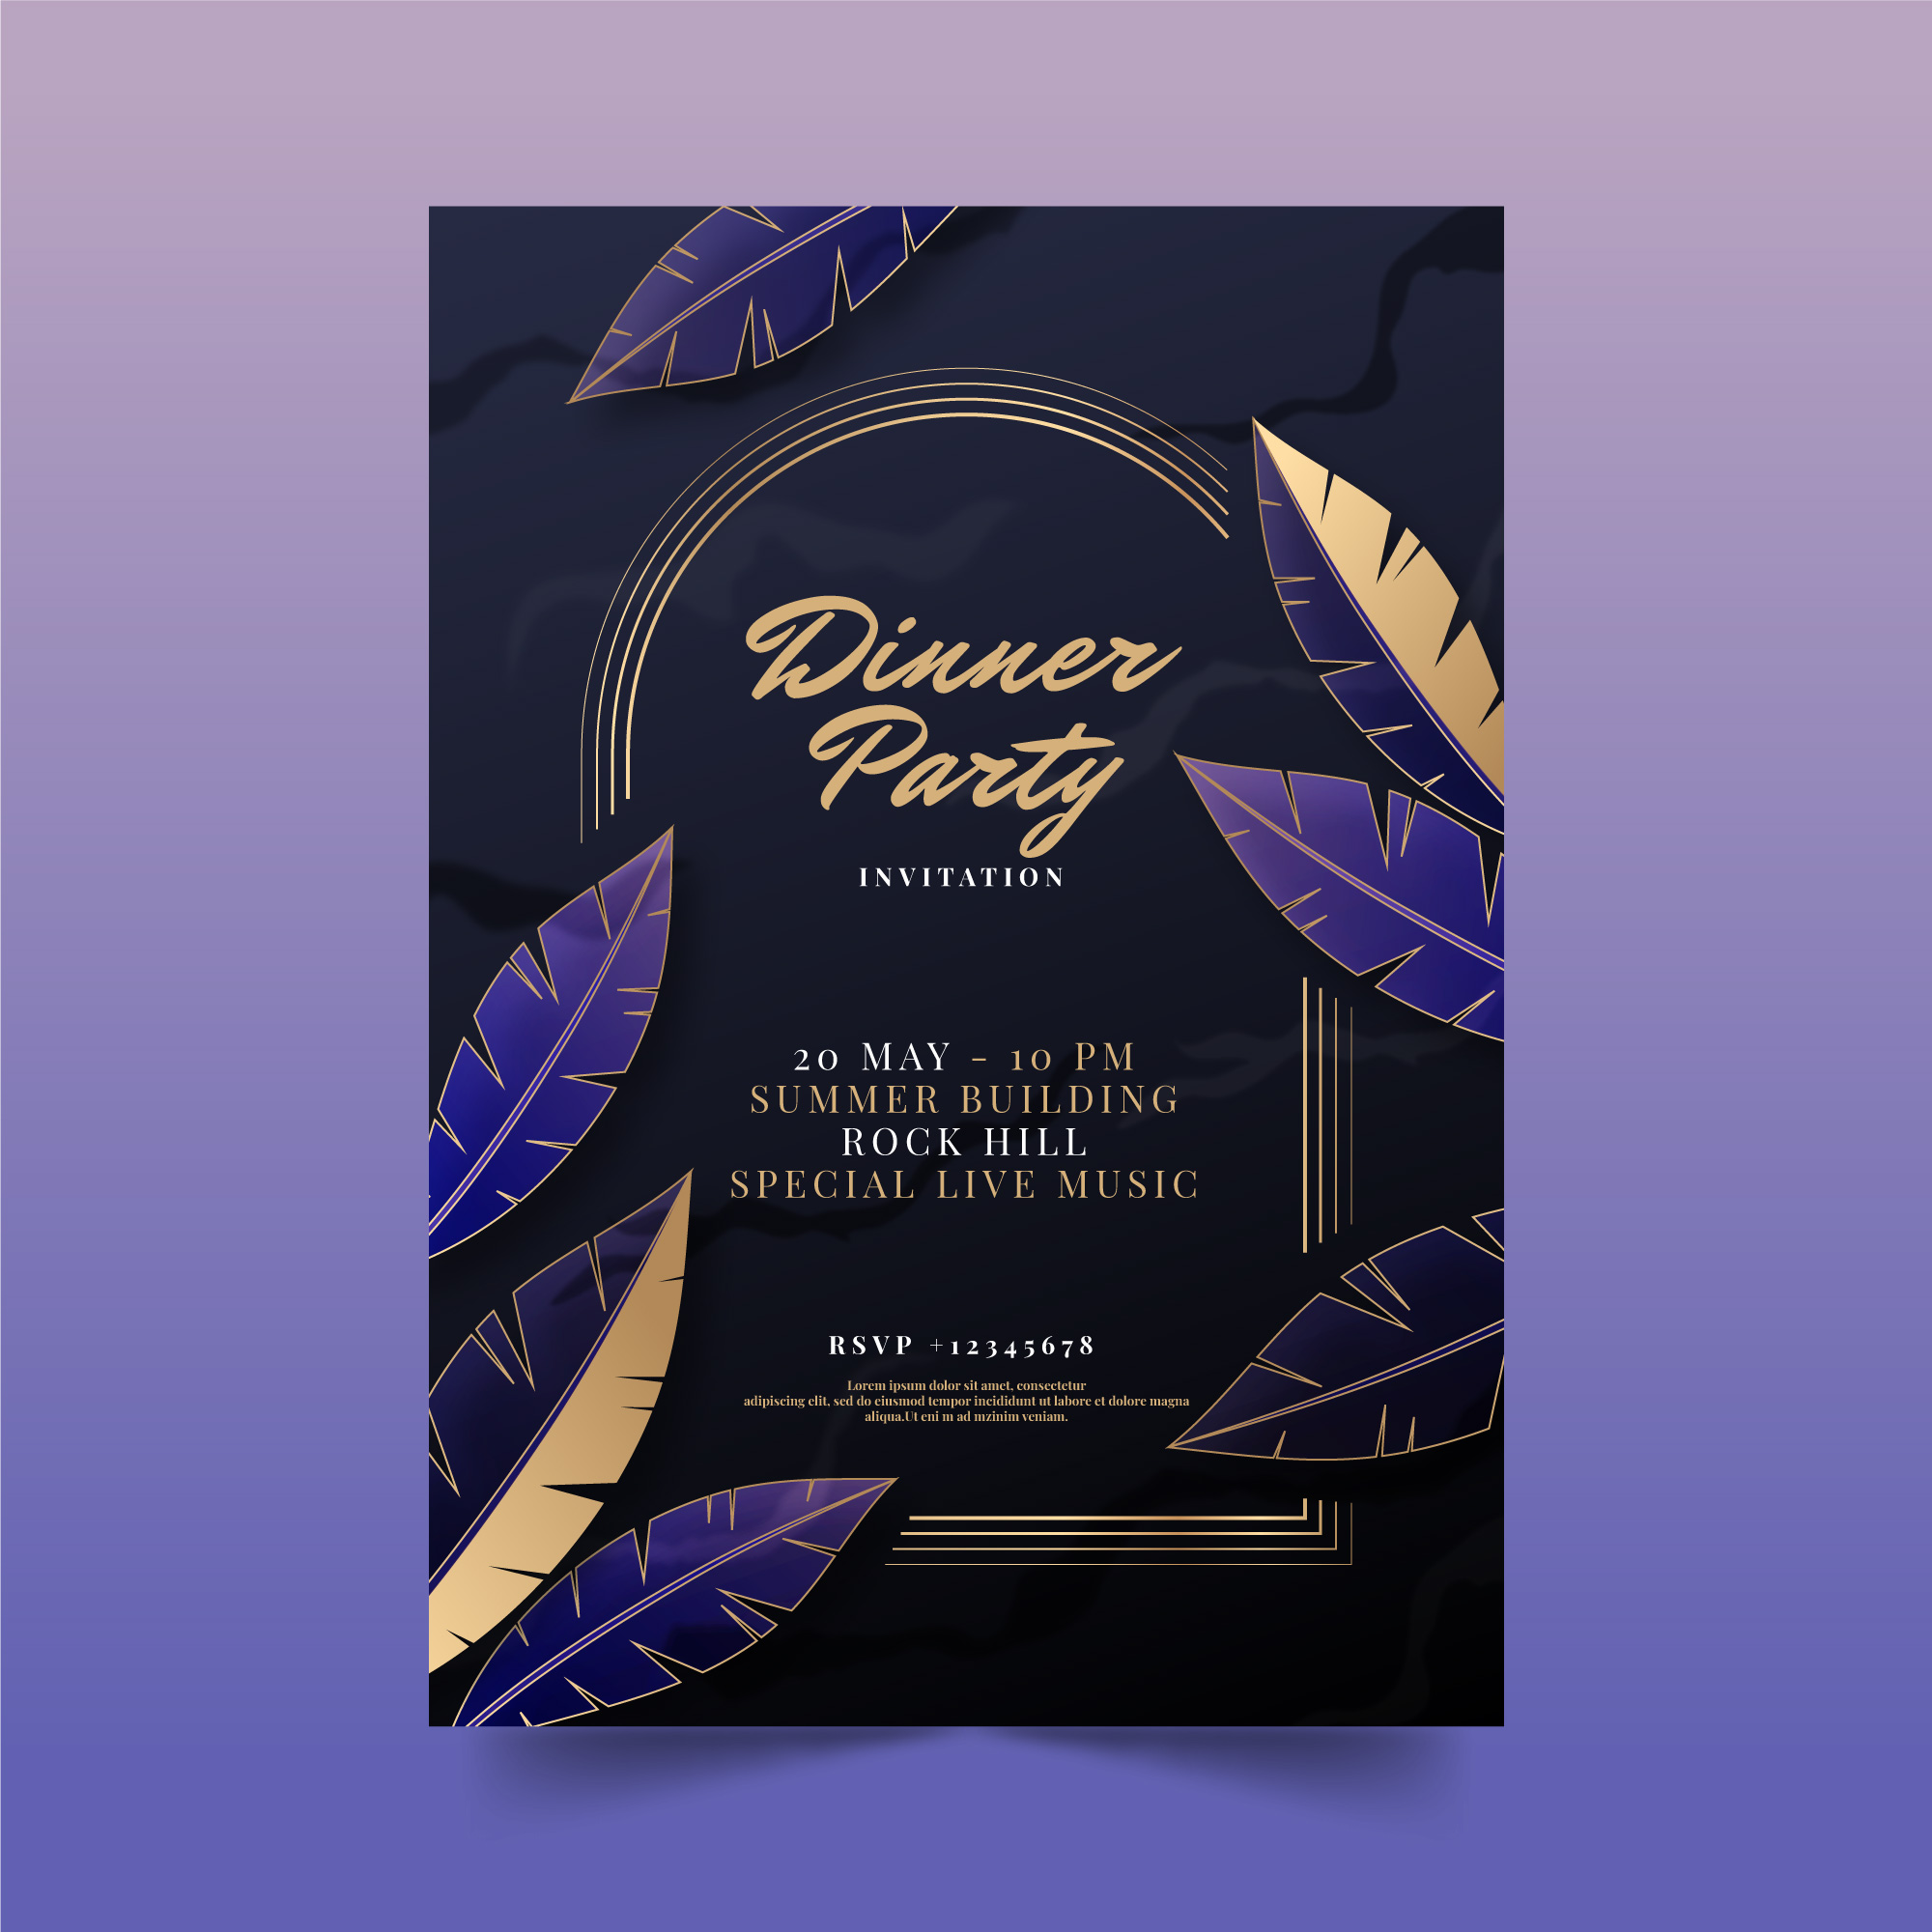 Dinner
Party
INVITATION
20 MAY - 10 PM
SUMMER BUILDING
ROCK HILL
SPECIAL LIVE MUSIC
RSVP +12345678
Lorem ipsum dolor sit amet, consectetur
adipiscing elit, sed do eiusmod tempor incididunt ut labore et dolore magna
aliqua.Ut eni m ad mzinim veniam.